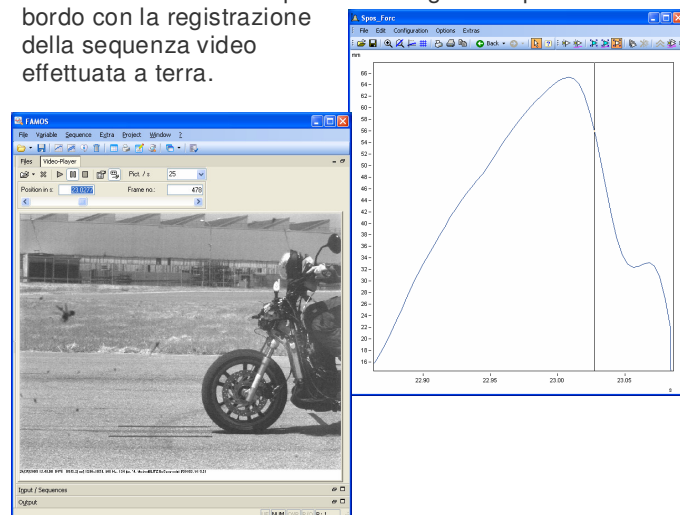 bordo con la registrazione
della sequenza video
effettuata a terra.
Spos_Forc
File Edit Configuration Options Extras
Back
mm
66
64
62
60
58
56
54
52
50
48
46
44
42
40
38
36
34
32
30
28
26
24
22
20
18
16
22.90 22.95 23.00 23.05
s
FAMOS
File Variable Sequence Extra Project Window ?
Files Video-Player
Pict. / s 25
Position in s: Frame no.: 478
Input / Sequences
Output